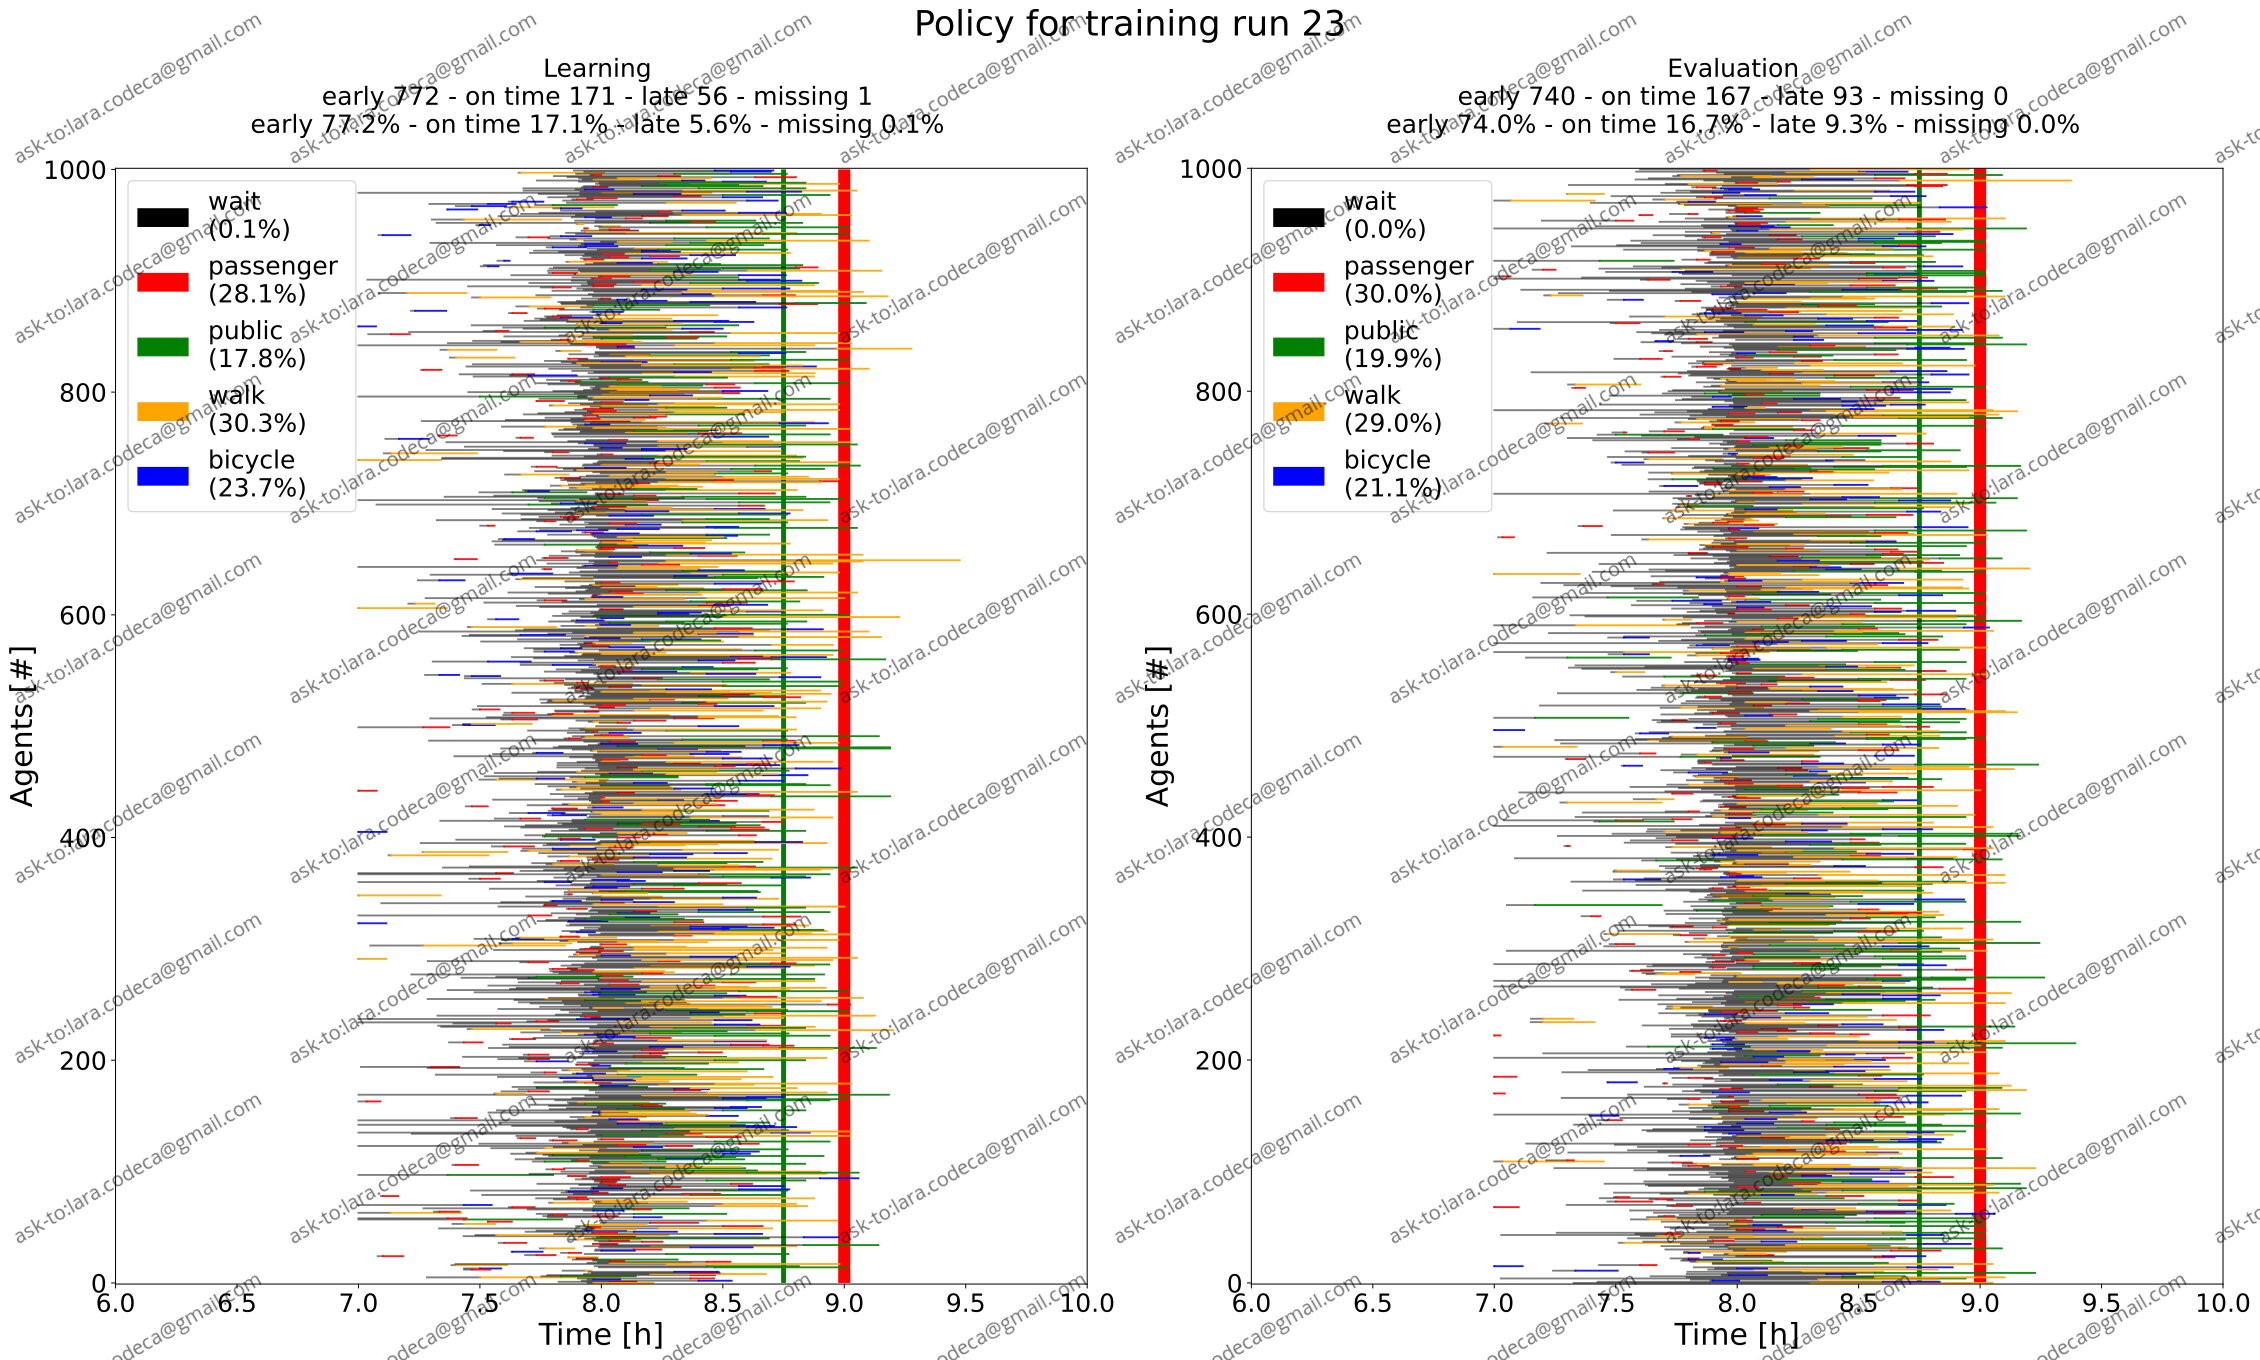 Policy for training run 23
Learning
early 772 - on time 171 - late 56 - missing 1
early 77.2% - on time 17.1% - late 5.6% - missing 0.1%
Agents [#]
1000
800
600
400
200
0
wait
(0.1%)
passenger
(28.1%)
public
(17.8%)
walk
(30.3%)
bicycle
(23.7%)
6.0 6.5 7.0 7.5 8.0 8.5 9.0 9.5 10.0
Time [h]
Evaluation
early 740 - on time 167 - late 93 - missing 0
early 74.0% - on time 16.7% - late 9.3% - missing 0.0%
Agents [#]
1000
800
600
400
200
0
wait
(0.0%)
passenger
(30.0%)
public
(19.9%)
walk
(29.0%)
bicycle
(21.1%)
6.0 6.5 7.0 7.5 8.0 8.5 9.0 9.5 10.0
Time [h]
ask-to:lara.codeca@gmail.com